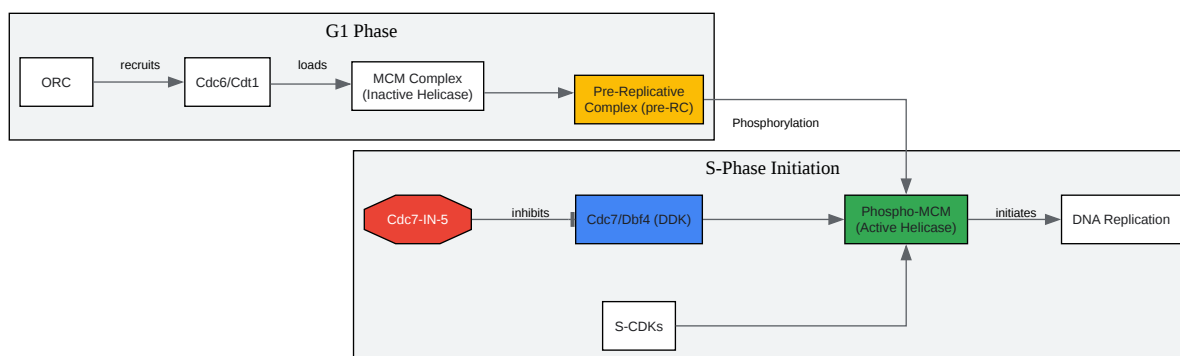 G1 Phase
ORC
recruits
Cdc6/Cdt1
loads
MCM Complex
(Inactive Helicase)
Pre-Replicative
Complex (pre-RC)
Phosphorylation
S-Phase Initiation
Cdc7-IN-5
inhibits
Cdc7/Dbf4 (DDK)
Phospho-MCM
(Active Helicase)
initiates
DNA Replication
S-CDKs